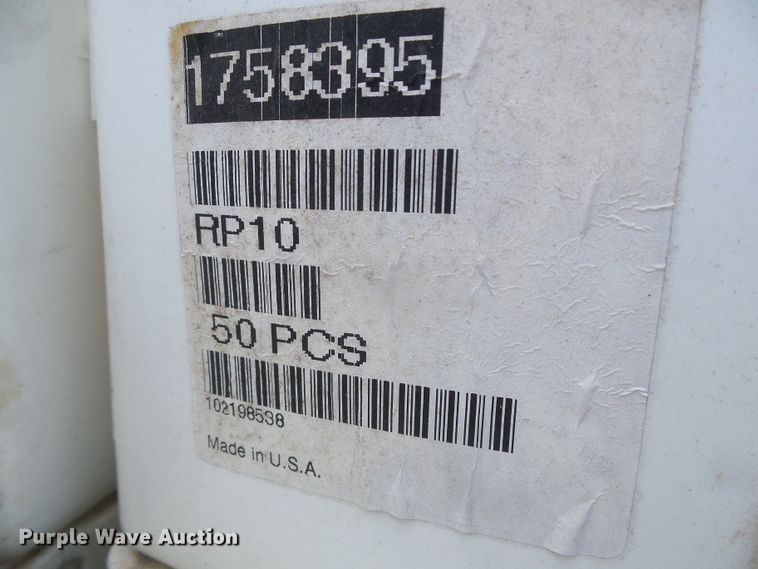 1758395
RP10
50 PCS
102198538
Made in U.S.A.
Purple Wave Auction